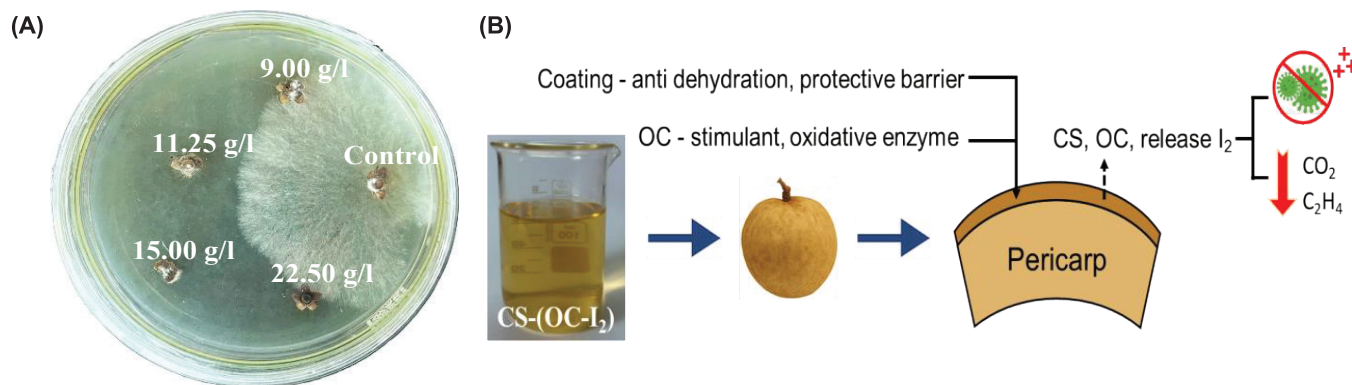 (A)
9.00 g/l
11.25 g/l
Control
15.00 g/l
22.50 g/l
(B)
Coating - anti dehydration, protective barrier
OC - stimulant, oxidative enzyme
CS-(OC-I₂)
CS, OC, release I₂
Pericarp
++
++
CO₂
C₂H₄